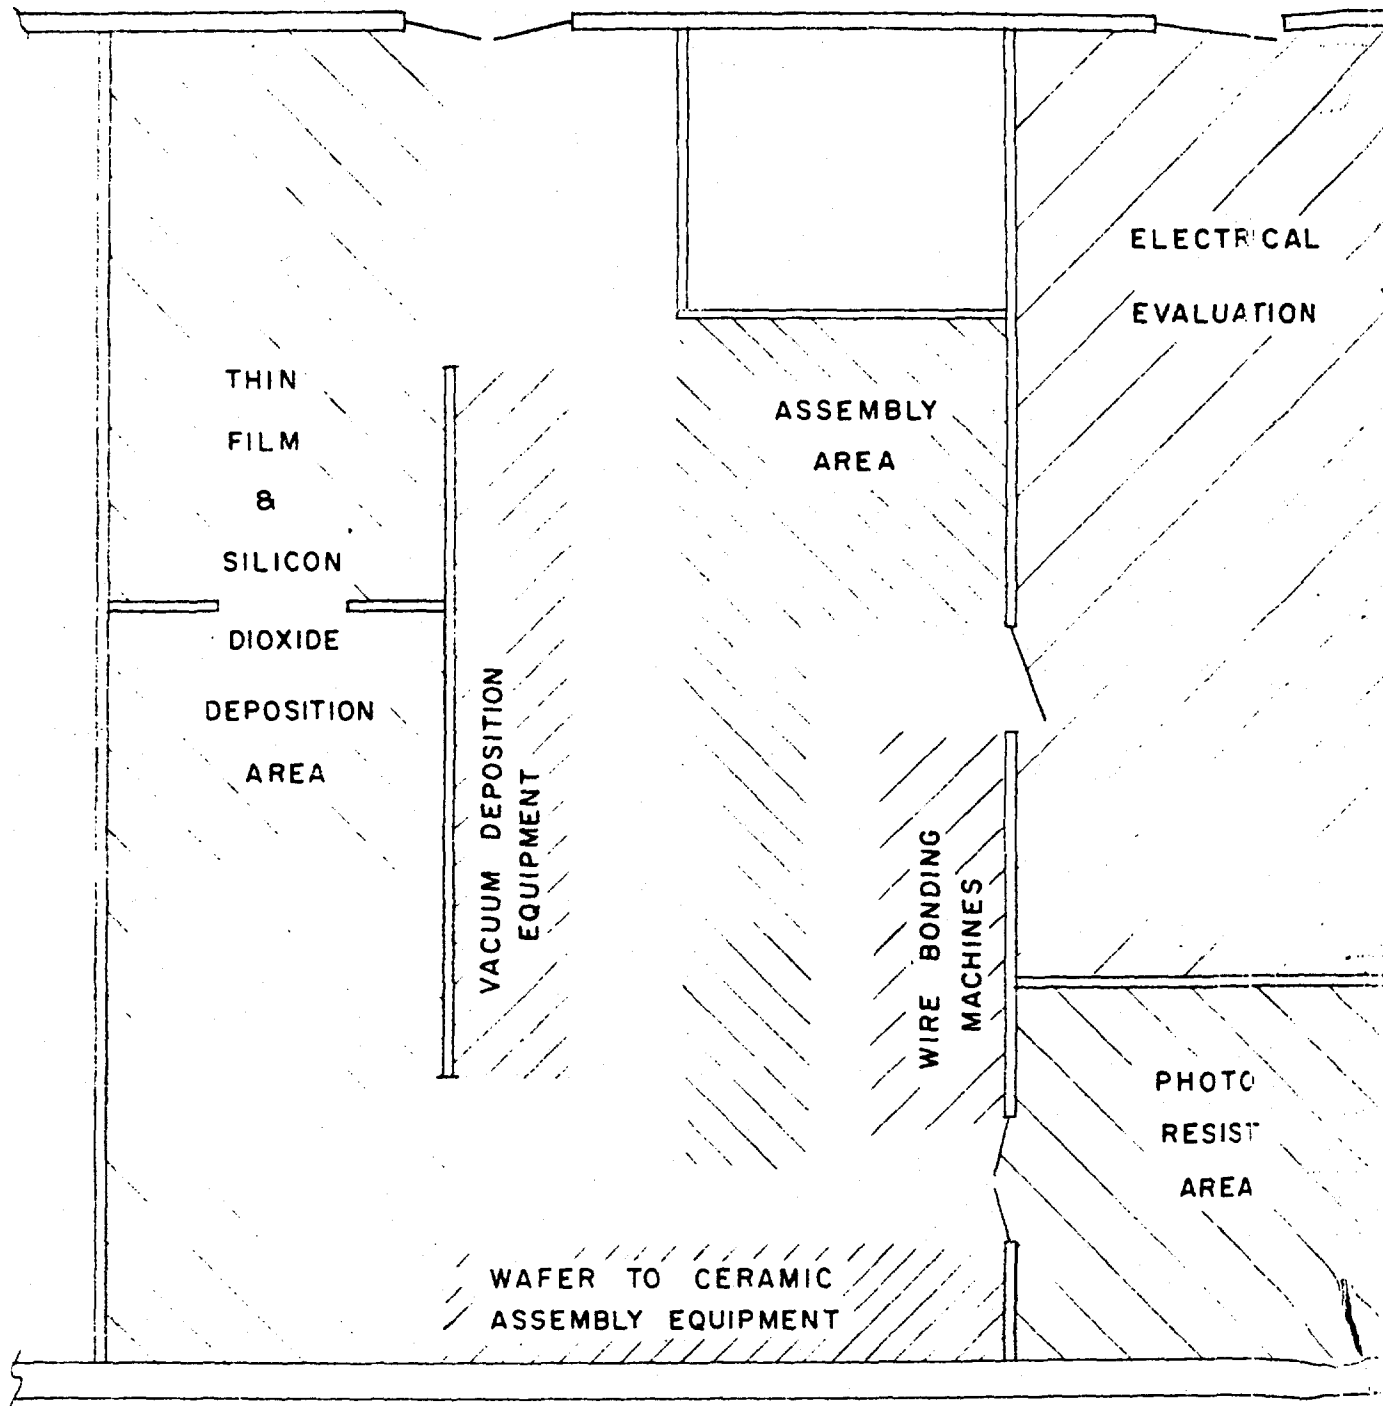 THIN
FILM
&
SILICON
DIOXIDE
DEPOSITION
AREA
VACUUM DEPOSITION
EQUIPMENT
ASSEMBLY
AREA
ELECTRICAL
EVALUATION
WIRE BONDING
MACHINES
PHOTO
RESIST
AREA
WAFER TO CERAMIC
ASSEMBLY EQUIPMENT